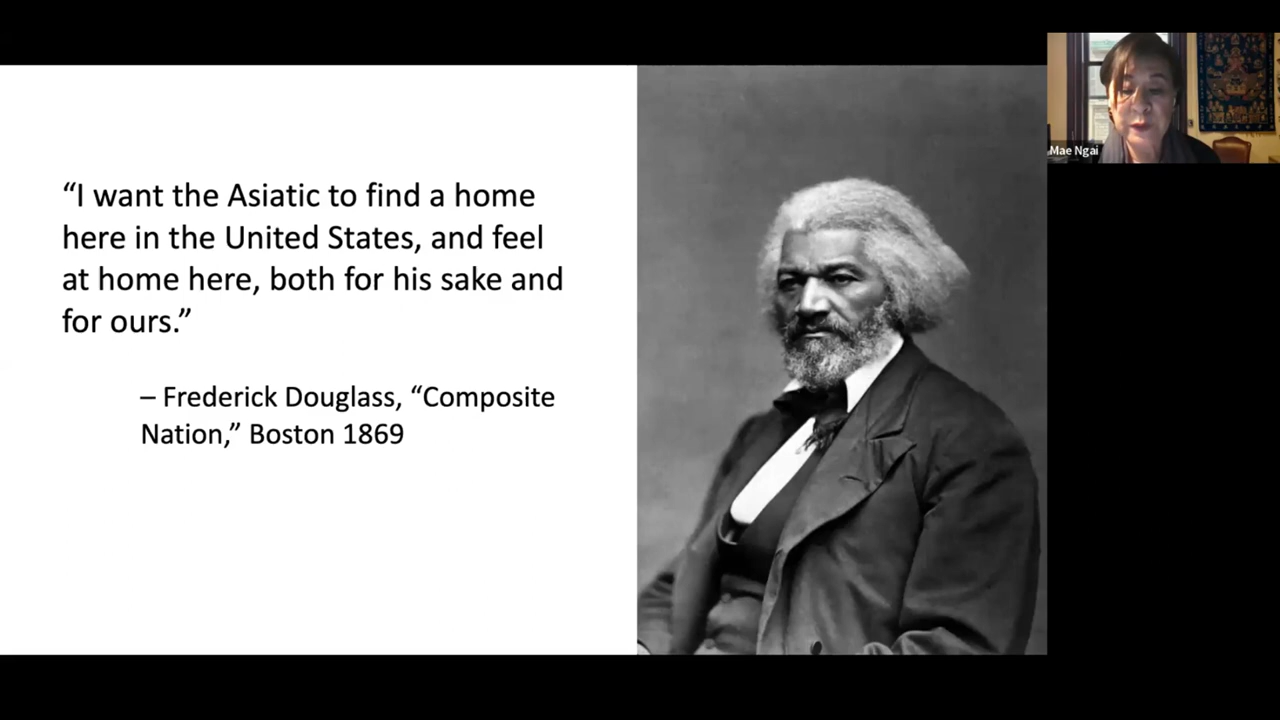 “I want the Asiatic to find a home
here in the United States, and feel
at home here, both for his sake and
for ours.”
– Frederick Douglass, “Composite
Nation,” Boston 1869
Mae Ngai